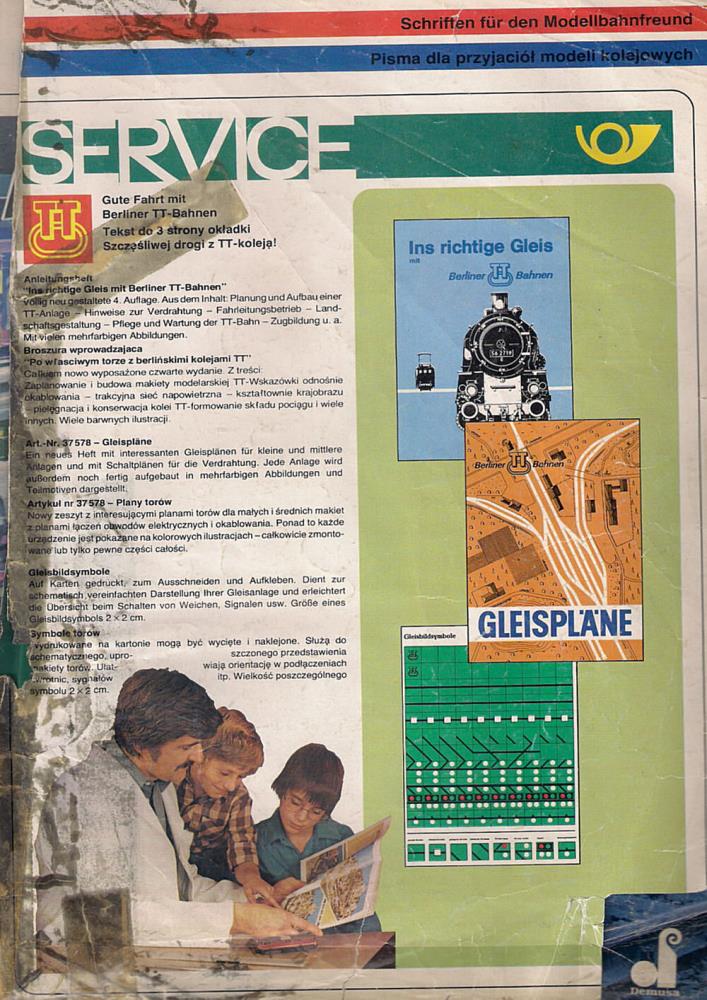 Schriften für den Modellbahnfreund
Pisma dla przyjaciół modeli kolajowych
SERVICE
TT
Gute Fahrt mit
Berliner TT-Bahnen
Tekst do 3 strony okładki
Szczęśliwej drogi z TT-koleją!
Anleitungsheft
"Ins richtige Gleis mit Berliner TT-Bahnen"
Völlig neu gestaltete 4. Auflage. Aus dem Inhalt: Planung und Aufbau einer
TT-Anlage – Hinweise zur Verdrahtung – Fahrleitungsbetrieb – Land-
schaftsgestaltung – Pflege und Wartung der TT-Bahn – Zugbildung u. a.
Mit vielen mehrfarbigen Abbildungen.
Broszura wprowadzajaca
"Po własciwym torze z berlińskimi kolejami TT"
Całkiem nowo wyposażone czwarte wydanie. Z treści:
Zaplanowanie i budowa makiety modelarskiej TT-Wskazówki odnośnie
okablowania – trakcyjna sieć napowietrzna – kształtownie krajobrazu
– pielęgnacja i konserwacja kolei TT-formowanie składu pociągu i wiele
innych. Wiele barwnych ilustracji.
Art.-Nr. 37578 – Gleispläne
Ein neues Heft mit interessanten Gleisplänen für kleine und mittlere
Anlagen und mit Schaltplänen für die Verdrahtung. Jede Anlage wird
außerdem noch fertig aufgebaut in mehrfarbigen Abbildungen und
Teilmotiven dargestellt.
Artykuł nr 37578 – Plany torów
Nowy zeszyt z interesującymi planami torów dla małych i średnich makiet
z planami łączeń obwodów elektrycznych i okablowania. Ponad to każde
urządzenie jest pokazane na kolorowych ilustracjach – całkowicie zmonto-
wane lub tylko pewne części całości.
Gleisbildsymbole
Auf Karten gedruckt, zum Ausschneiden und Aufkleben. Dient zur
schematisch vereinfachten Darstellung Ihrer Gleisanlage und erleichtert
die Übersicht beim Schalten von Weichen, Signalen usw. Größe eines
Gleisbildsymbols 2 × 2 cm.
Symbole torów
wydrukowane na kartonie mogą być wycięte i naklejone. Służą do
schematycznego, upro- szczonego przedstawienia
makiety torów. Ułat- wiają orientację w podłączeniach
zwrotnic, sygnałów itp. Wielkość poszczególnego
symbolu 2 × 2 cm.
Ins richtige Gleis
mit
Berliner TT Bahnen
56 2719
Berliner TT Bahnen
GLEISPLÄNE
Gleisbildsymbole
Demusa